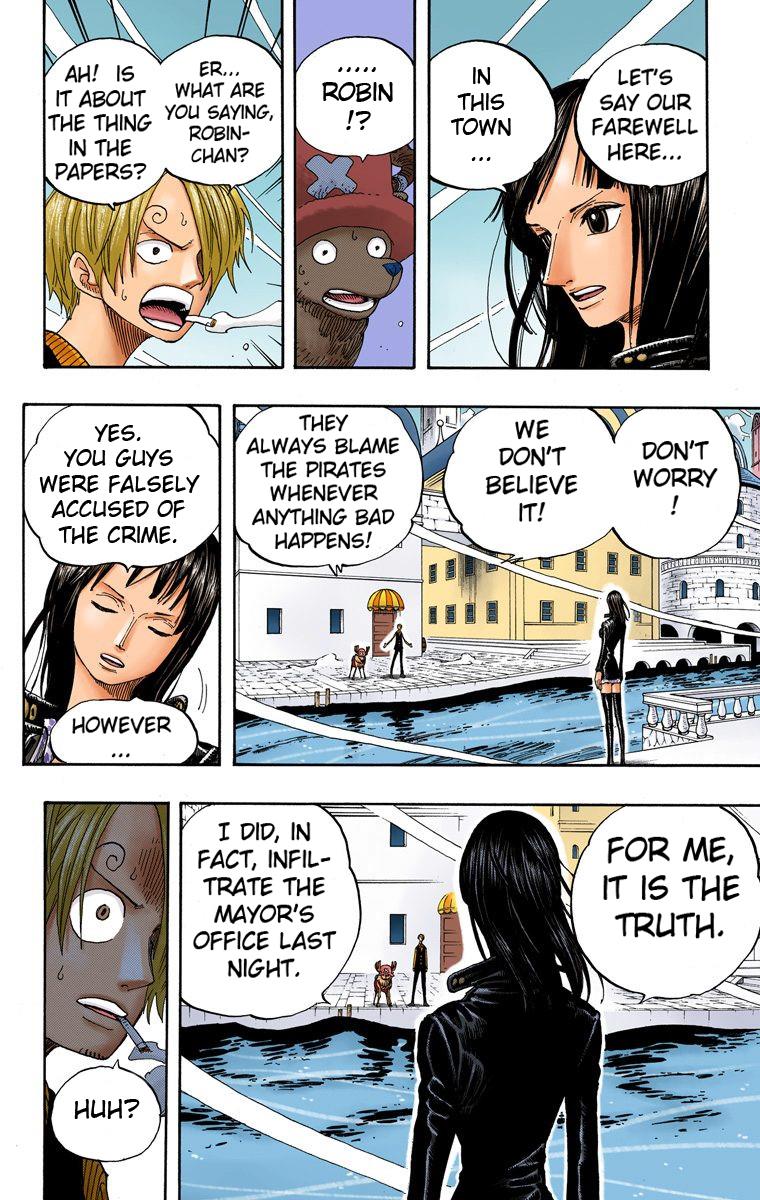 LET'S
SAY OUR
FAREWELL
HERE...
IN
THIS
TOWN
...
.....
ROBIN
!?
ER...
WHAT ARE
YOU SAYING,
ROBIN-
CHAN?
AH! IS
IT ABOUT
THE THING
IN THE
PAPERS?
DON'T
WORRY
!
WE
DON'T
BELIEVE
IT!
THEY
ALWAYS BLAME
THE PIRATES
WHENEVER
ANYTHING BAD
HAPPENS!
YES.
YOU GUYS
WERE FALSELY
ACCUSED OF
THE CRIME.
HOWEVER
...
FOR ME,
IT IS THE
TRUTH.
I DID, IN
FACT, INFIL-
TRATE THE
MAYOR'S
OFFICE LAST
NIGHT.
HUH?